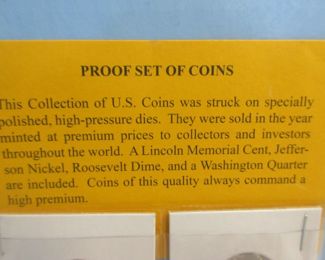 PROOF SET OF COINS
This Collection of U.S. Coins was struck on specially
polished, high-pressure dies. They were sold in the year
minted at premium prices to collectors and investors
throughout the world. A Lincoln Memorial Cent, Jeffer-
son Nickel, Roosevelt Dime, and a Washington Quarter
are included. Coins of this quality always command a
high premium.